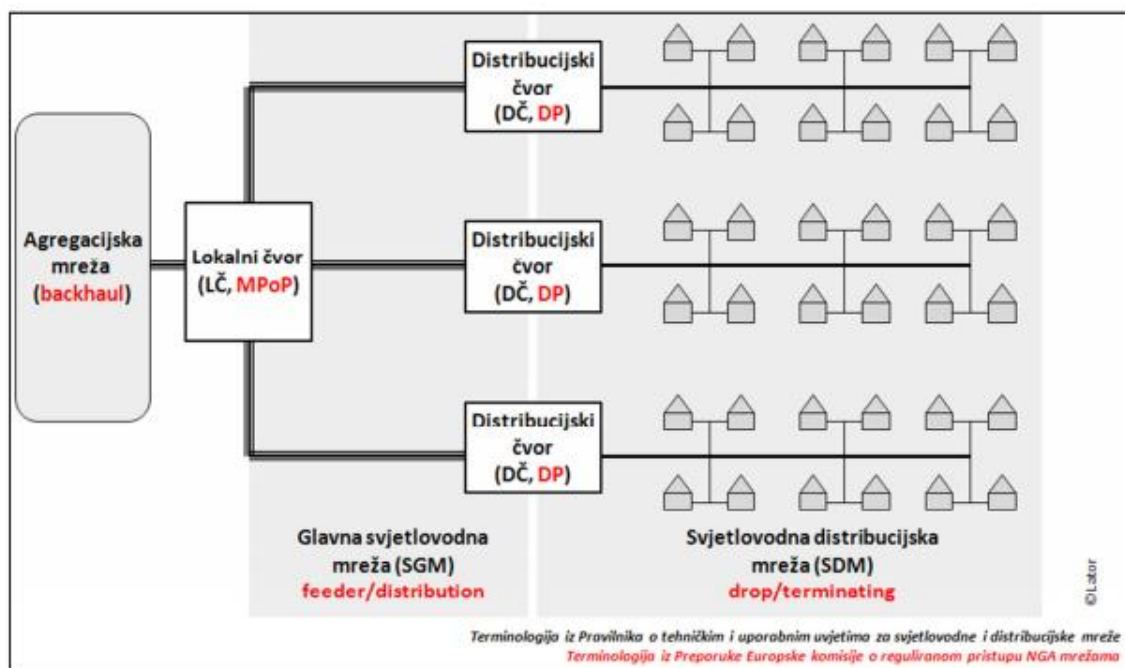 Agregacijska
mreža
(backhaul)
Lokalni čvor
(LČ, MPoP)
Distribucijski
čvor
(DČ, DP)
Distribucijski
čvor
(DČ, DP)
Distribucijski
čvor
(DČ, DP)
Glavna svjetlovodna
mreža (SGM)
feeder/distribution
Svjetlovodna distribucijska
mreža (SDM)
drop/terminating
©Lator
Terminologija iz Pravilnika o tehničkim i uporabnim uvjetima za svjetlovodne i distribucijske mreže
Terminologija iz Preporuke Europske komisije o reguliranom pristupu NGA mrežama